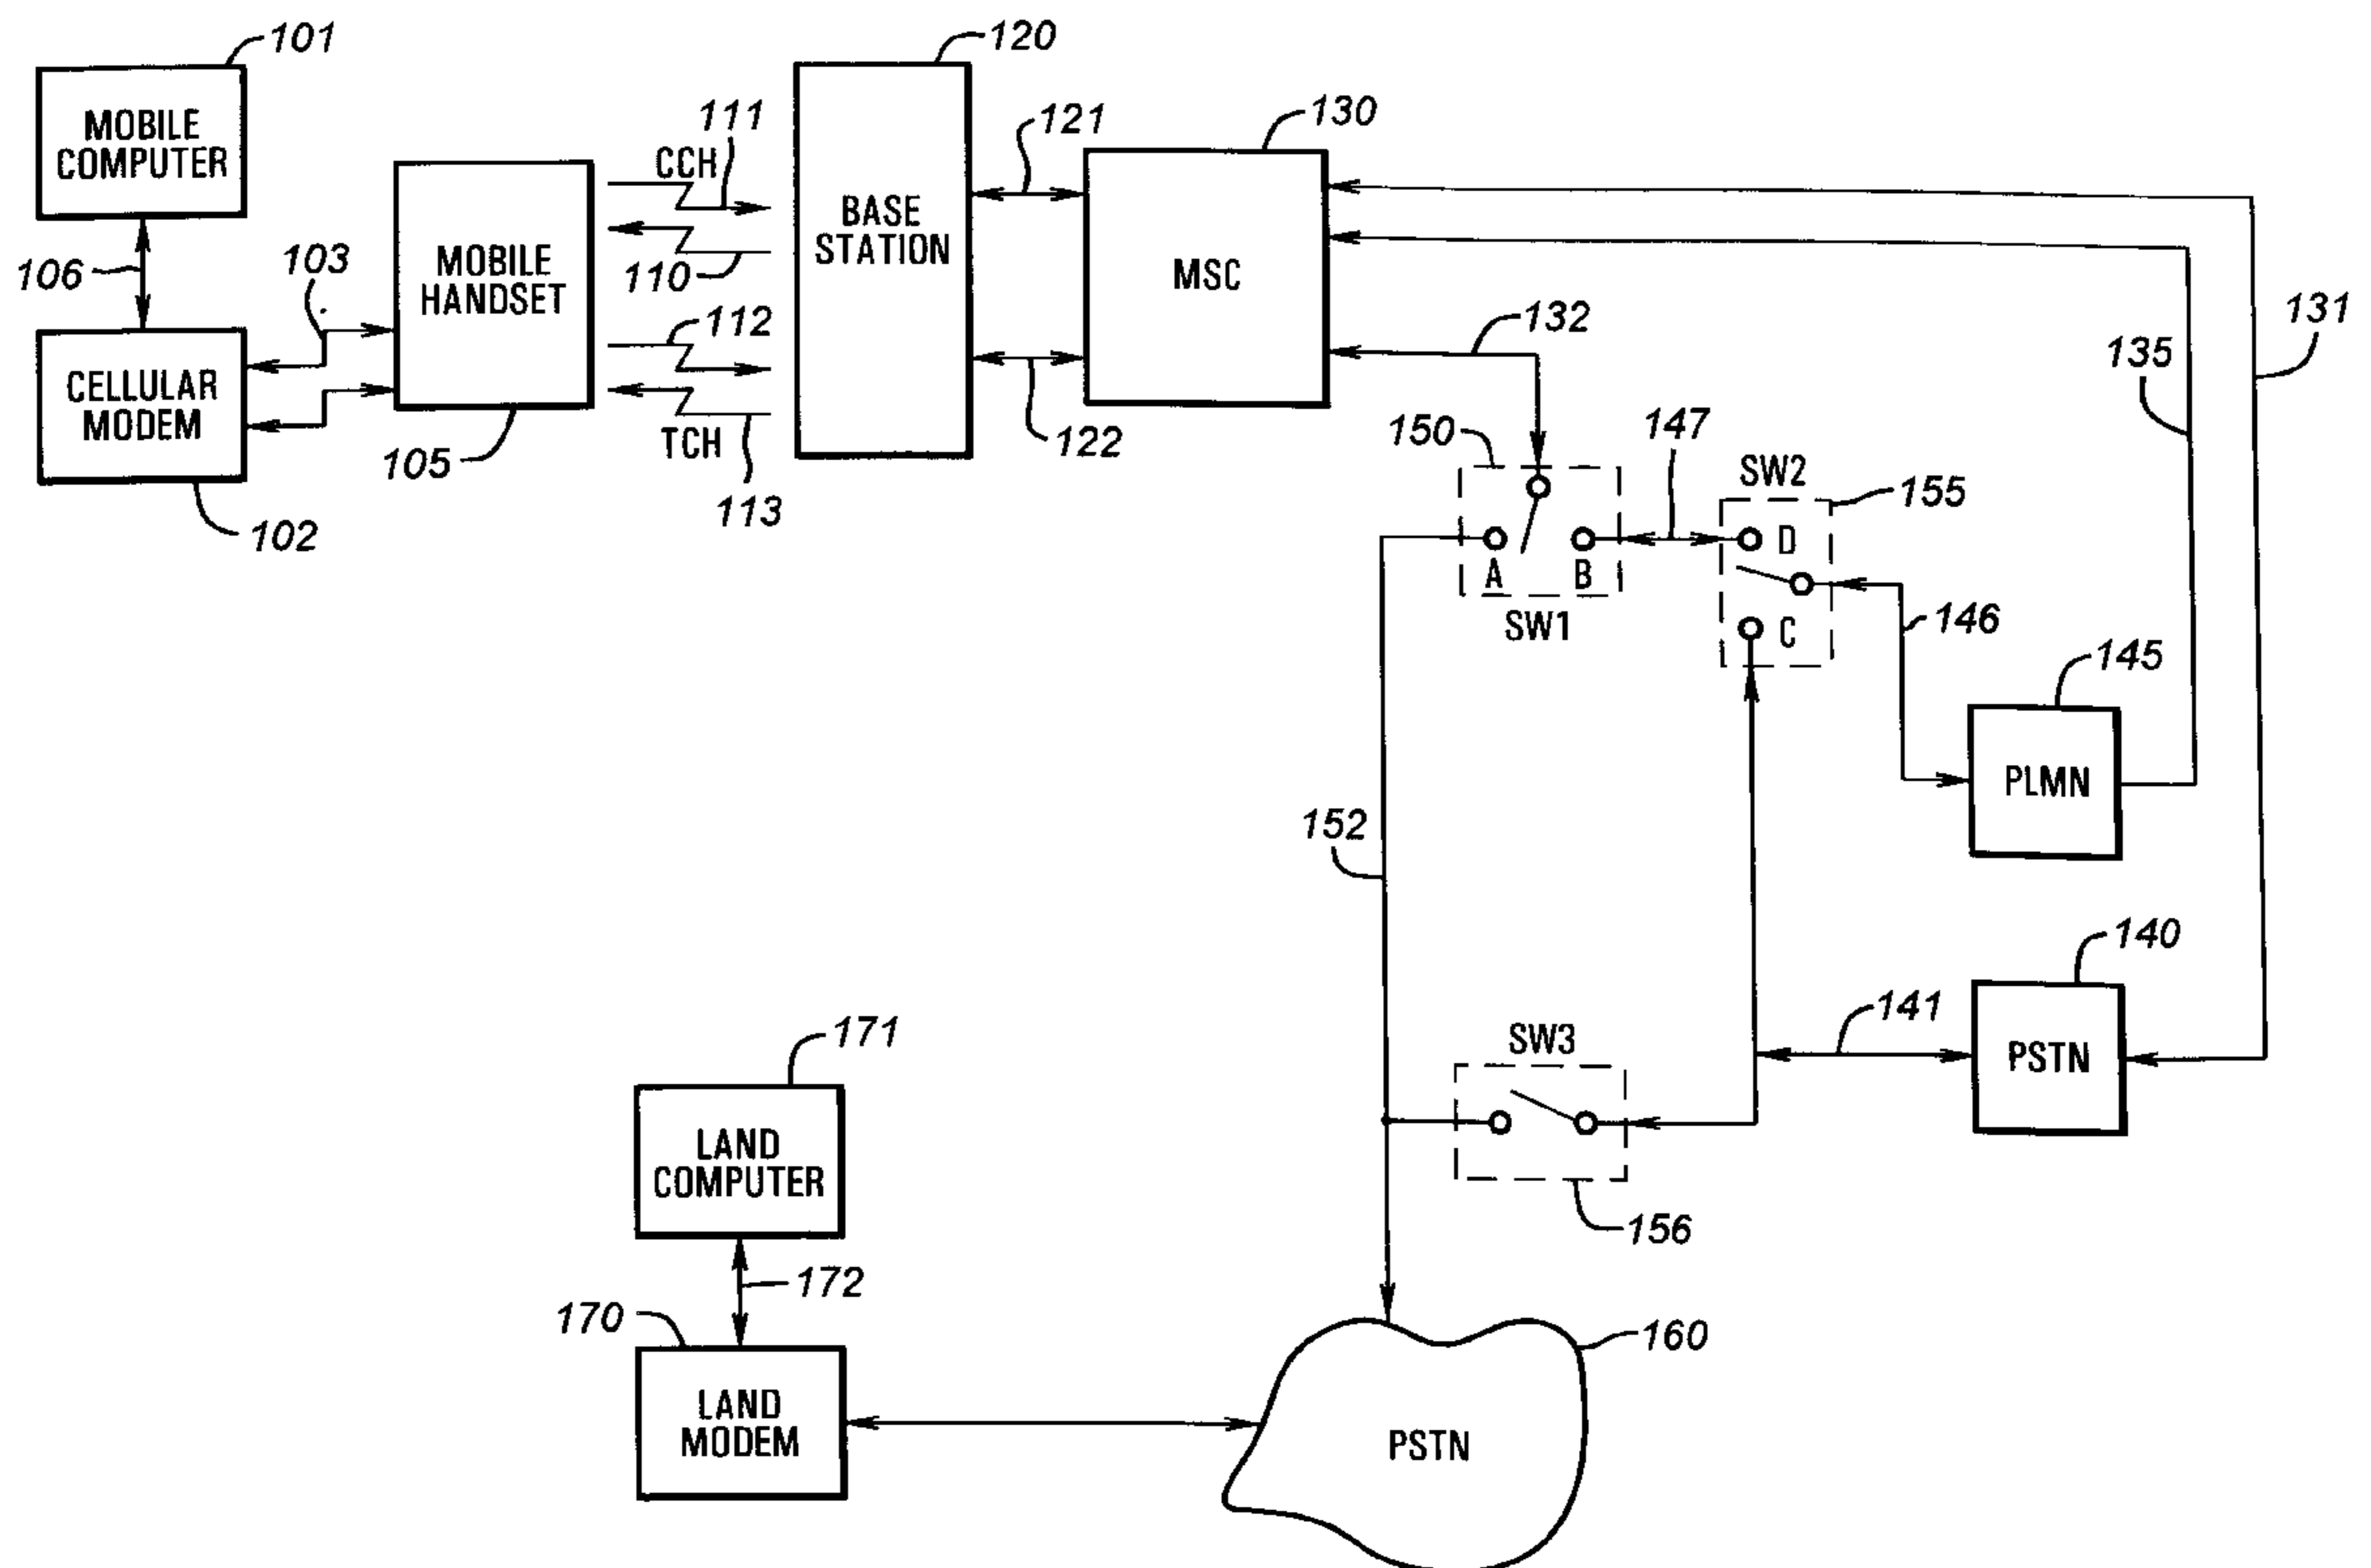 101
120
MOBILE
COMPUTER
111
121
130
CCH
BASE
STATION
106
103
MOBILE
HANDSET
110
MSC
112
132
131
135
CELLULAR
MODEM
105
TCH
122
150
147
SW2
155
113
102
A
B
D
SW1
C
146
145
PLMN
152
140
141
171
SW3
PSTN
LAND
COMPUTER
156
172
170
160
LAND
MODEM
PSTN